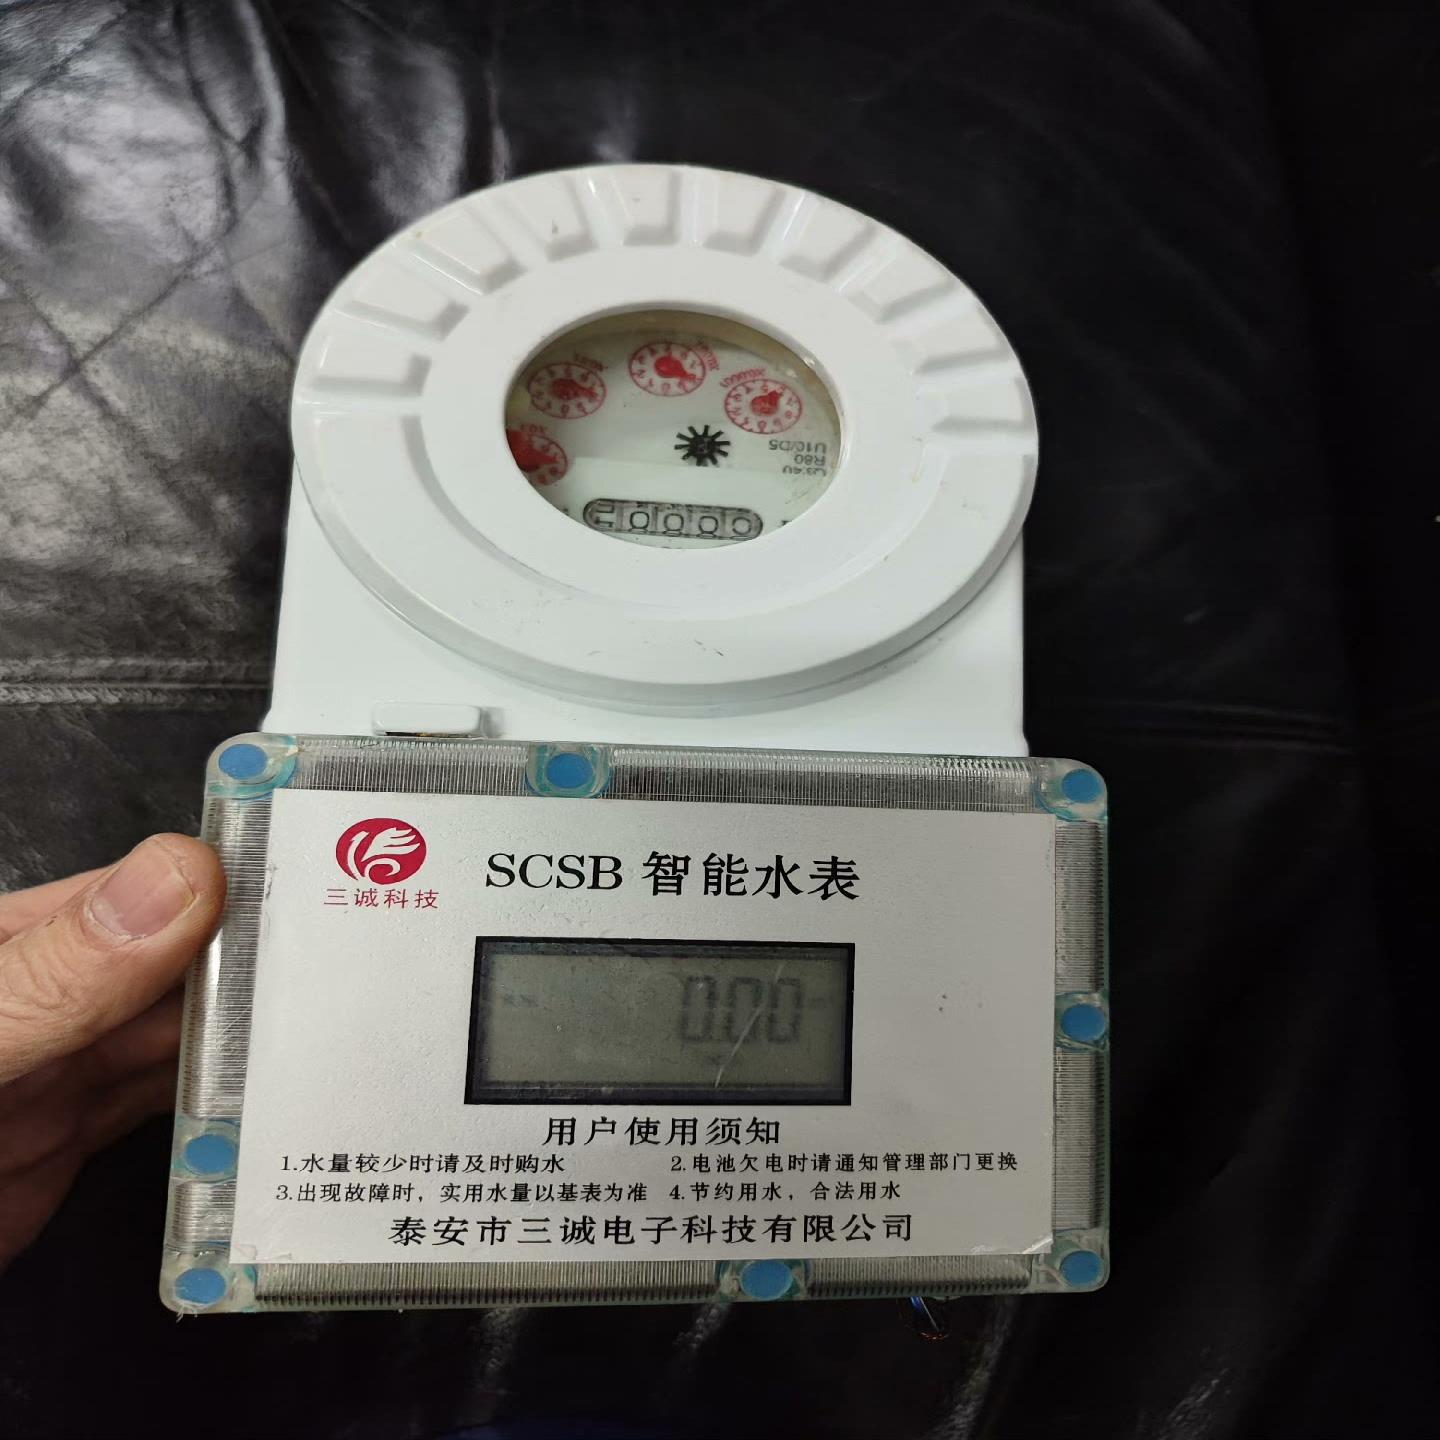 U10/D5
R80
三诚科技
SCSB 智能水表
0.00
用户使用须知
1.水量较少时请及时购水 2.电池欠电时请通知管理部门更换
3.出现故障时，实用水量以基表为准 4.节约用水，合法用水
泰安市三诚电子科技有限公司